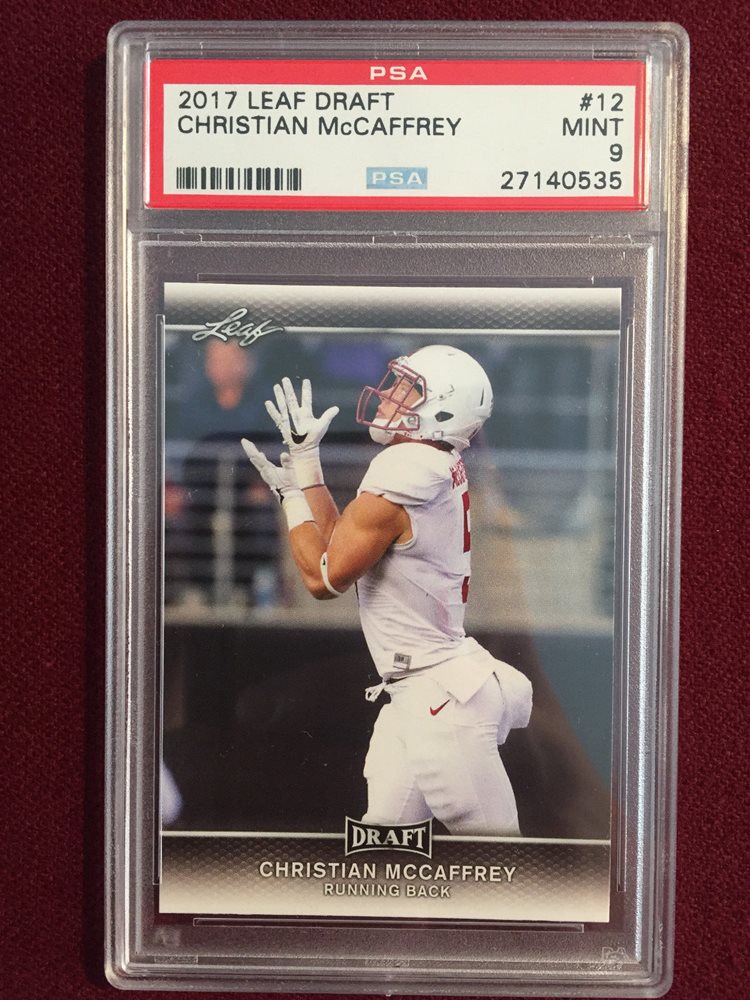 PSA
2017 LEAF DRAFT #12
CHRISTIAN McCAFFREY MINT
9
PSA 27140535
Leaf
DRAFT
CHRISTIAN MCCAFFREY
RUNNING BACK